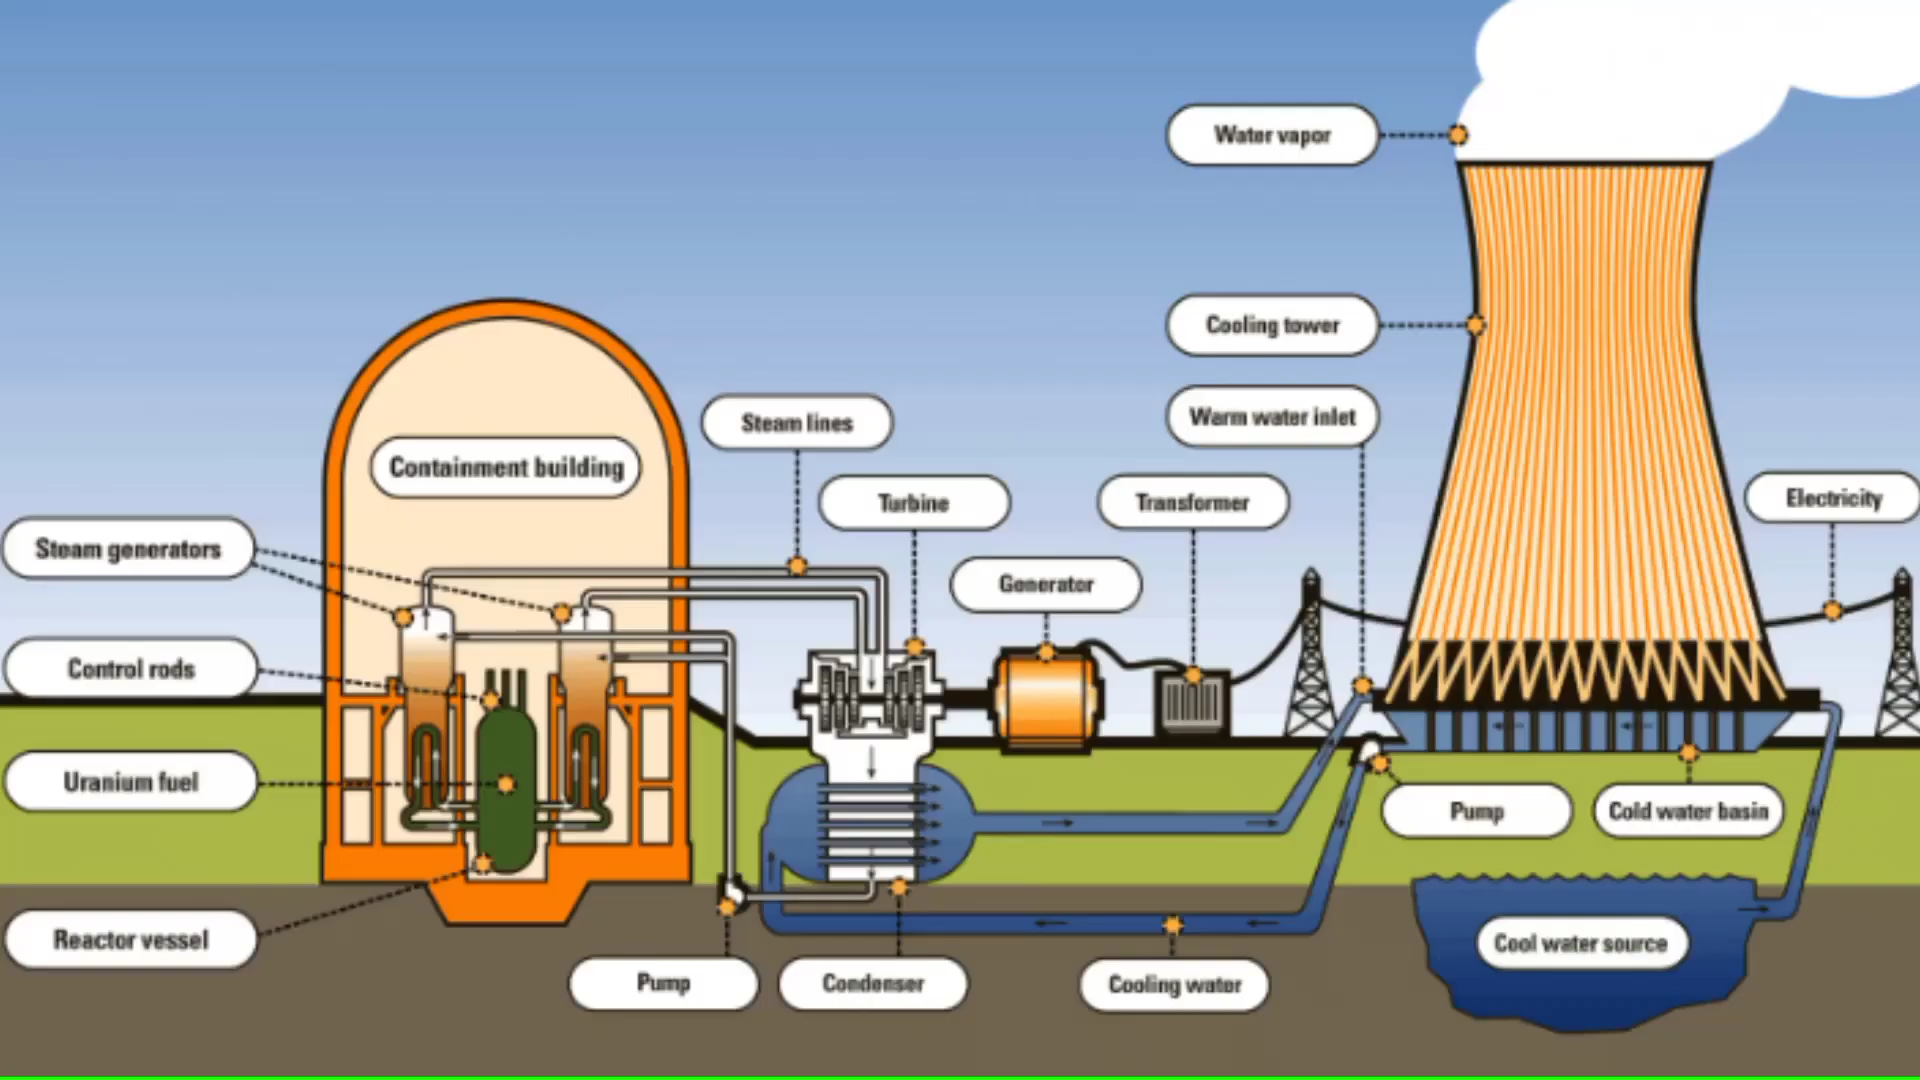 Water vapor
Cooling tower
Warm water inlet
Steam lines
Containment building
Turbine
Transformer
Electricity
Steam generators
Generator
Control rods
Uranium fuel
Pump
Cold water basin
Reactor vessel
Cool water source
Pump
Condenser
Cooling water